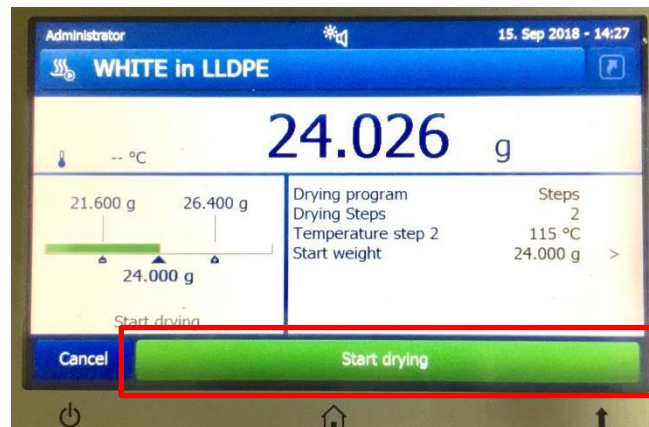 Administrator 15. Sep 2018 - 14:27
WHITE in LLDPE
-- °C 24.026 g
21.600 g 26.400 g
24.000 g
Start drying
Drying program Steps
Drying Steps 2
Temperature step 2 115 °C
Start weight 24.000 g >
Cancel Start drying